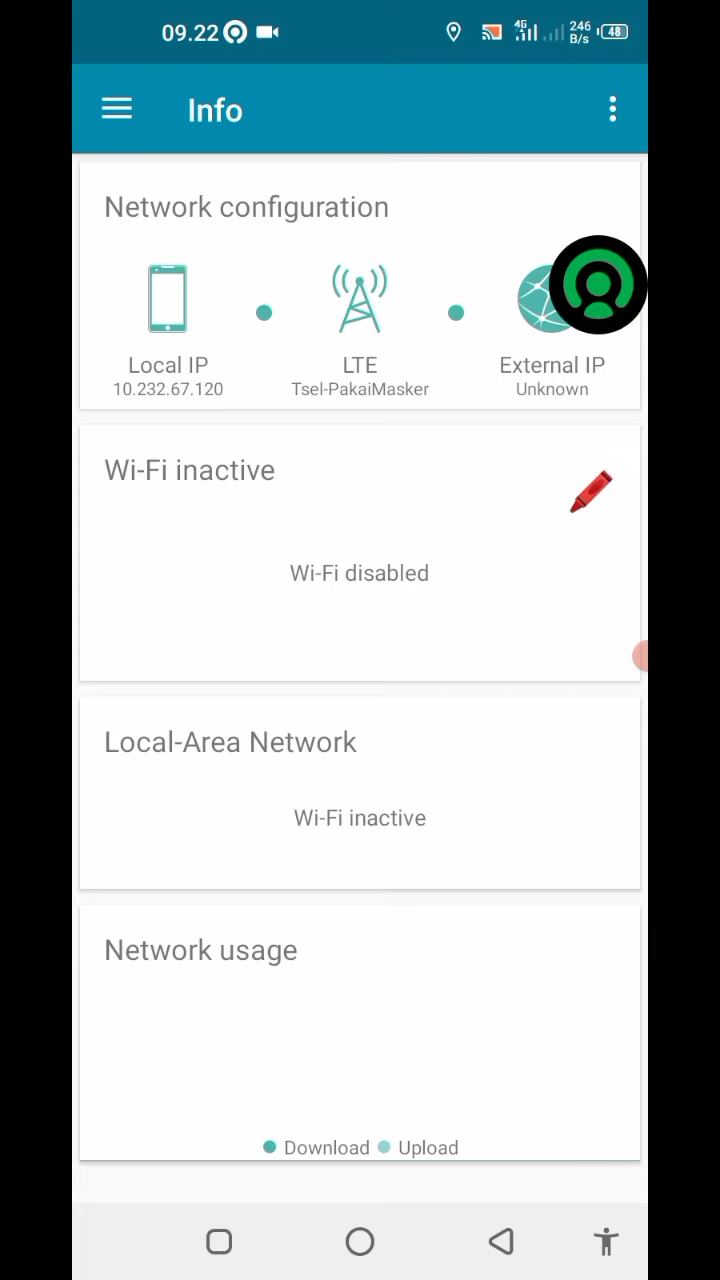 09.22 4G 246 B/s 48
Info
Network configuration
Local IP LTE External IP
10.232.67.120 Tsel-PakaiMasker Unknown
Wi-Fi inactive
Wi-Fi disabled
Local-Area Network
Wi-Fi inactive
Network usage
Download Upload